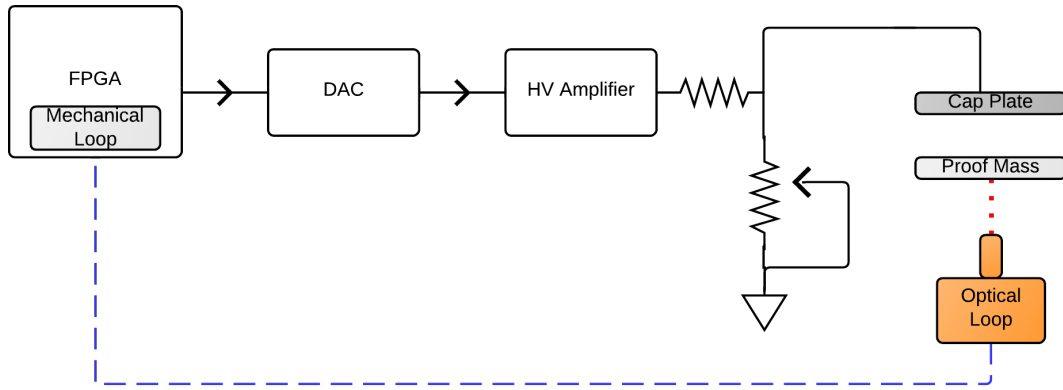 FPGA
Mechanical
Loop
DAC
HV Amplifier
Cap Plate
Proof Mass
Optical
Loop